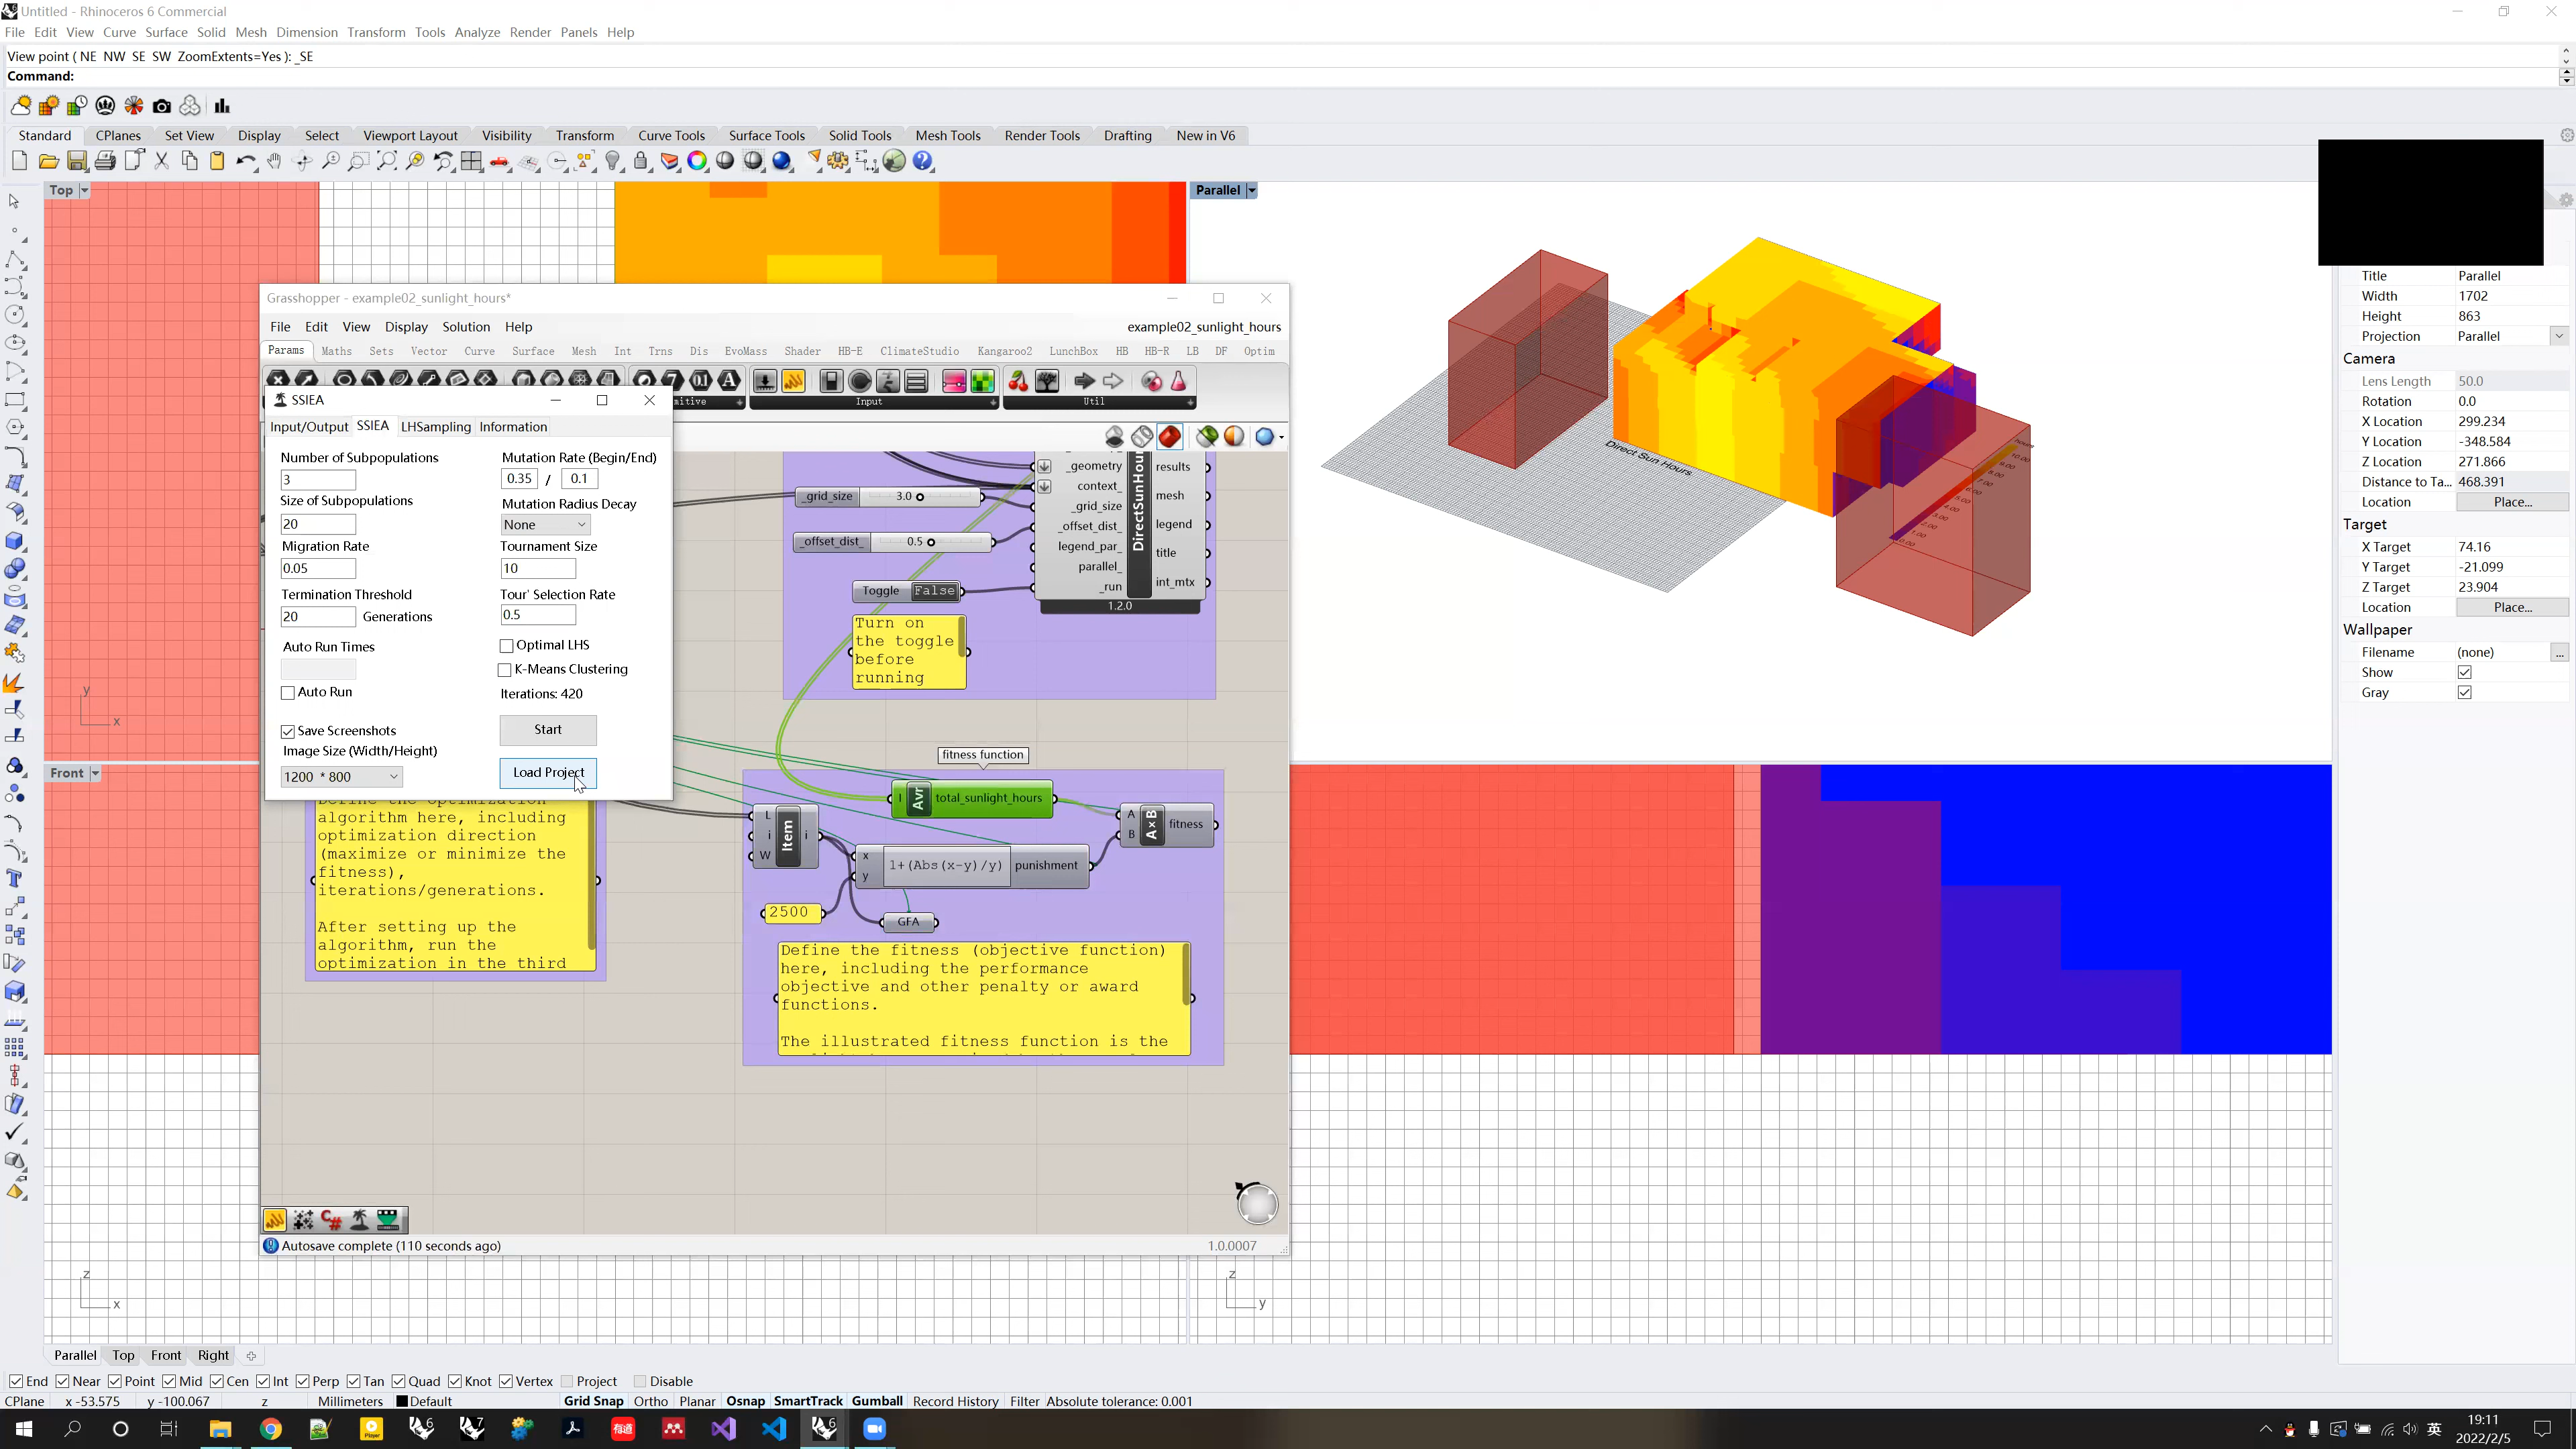 Untitled - Rhinoceros 6 Commercial
File Edit View Curve Surface Solid Mesh Dimension Transform Tools Analyze Render Panels Help
View point ( NE NW SE SW ZoomExtents=Yes ): _SE
Command:
Standard CPlanes Set View Display Select Viewport Layout Visibility Transform Curve Tools Surface Tools Solid Tools Mesh Tools Render Tools Drafting New in V6
Top
Parallel
Grasshopper - example02_sunlight_hours*
File Edit View Display Solution Help
example02_sunlight_hours
Params Maths Sets Vector Curve Surface Mesh Int Trns Dis EvoMass Shader HB-E ClimateStudio Kangaroo2 LunchBox HB HB-R LB DF Optim
Input
Util
SSIEA
Input/Output SSIEA LHSampling Information
Number of Subpopulations
3
Size of Subpopulations
20
Migration Rate
0.05
Termination Threshold
20 Generations
Auto Run Times
Auto Run
Save Screenshots
Image Size (Width/Height)
1200 * 800
Mutation Rate (Begin/End)
0.35 / 0.1
Mutation Radius Decay
None
Tournament Size
10
Tour' Selection Rate
0.5
Optimal LHS
K-Means Clustering
Iterations: 420
Start
Load Project
_grid_size 3.0
_offset_dist_ 0.5
Toggle False
Turn on
the toggle
before
running
_geometry
context_
_grid_size
_offset_dist_
legend_par_
parallel_
_run
DirectSunHours
results
mesh
legend
title
int_mtx
1.2.0
fitness function
I Avr total_sunlight_hours
L
i
W
Item
i
x
y
1+(Abs(x-y)/y) punishment
A
B
A×B
fitness
2500
GFA
algorithm here, including
optimization direction
(maximize or minimize the
fitness),
iterations/generations.
After setting up the
algorithm, run the
optimization in the third
Define the fitness (objective function)
here, including the performance
objective and other penalty or award
functions.
The illustrated fitness function is the
Autosave complete (110 seconds ago)
1.0.0007
Direct Sun Hours
Title Parallel
Width 1702
Height 863
Projection Parallel
Camera
Lens Length 50.0
Rotation 0.0
X Location 299.234
Y Location -348.584
Z Location 271.866
Distance to Ta... 468.391
Location Place...
Target
X Target 74.16
Y Target -21.099
Z Target 23.904
Location Place...
Wallpaper
Filename (none) ...
Show
Gray
Front
y
x
z
x
z
y
Parallel Top Front Right
End Near Point Mid Cen Int Perp Tan Quad Knot Vertex Project Disable
CPlane x -53.575 y -100.067 z Millimeters Default Grid Snap Ortho Planar Osnap SmartTrack Gumball Record History Filter Absolute tolerance: 0.001
英
19:11
2022/2/5